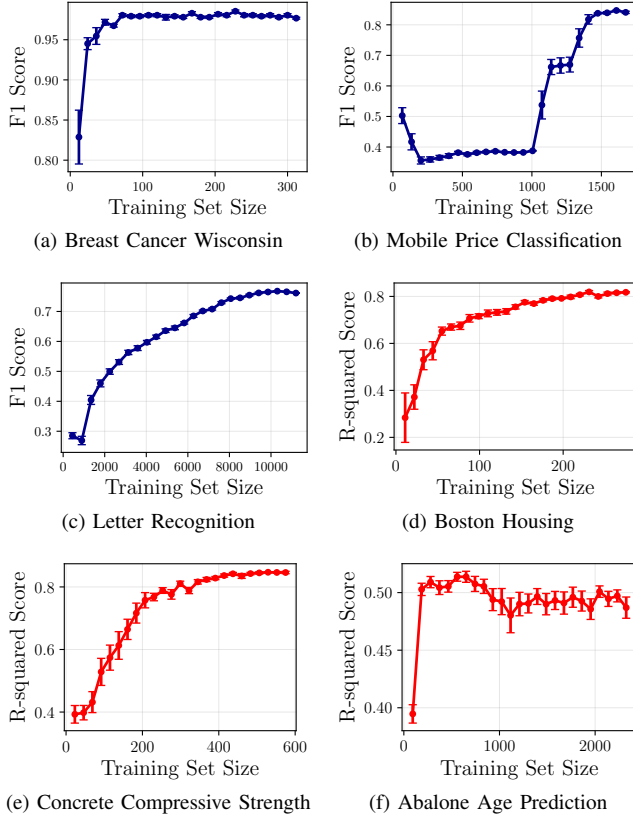 F1 Score
0.95
0.90
0.85
0.80
0 100 200 300
Training Set Size
(a) Breast Cancer Wisconsin
F1 Score
0.8
0.6
0.4
0 500 1000 1500
Training Set Size
(b) Mobile Price Classification
F1 Score
0.7
0.6
0.5
0.4
0.3
0 2000 4000 6000 8000 10000
Training Set Size
(c) Letter Recognition
R-squared Score
0.8
0.6
0.4
0.2
0 100 200
Training Set Size
(d) Boston Housing
R-squared Score
0.8
0.6
0.4
0 200 400 600
Training Set Size
(e) Concrete Compressive Strength
R-squared Score
0.50
0.45
0.40
0 1000 2000
Training Set Size
(f) Abalone Age Prediction